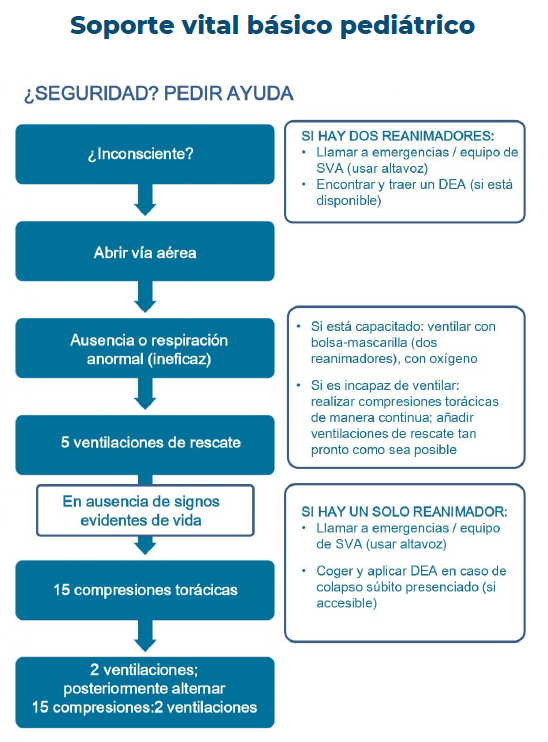 Soporte vital básico pediátrico
¿SEGURIDAD? PEDIR AYUDA
¿Inconsciente?
SI HAY DOS REANIMADORES:
• Llamar a emergencias / equipo de
SVA (usar altavoz)
• Encontrar y traer un DEA (si está
disponible)
Abrir vía aérea
Ausencia o respiración
anormal (ineficaz)
• Si está capacitado: ventilar con
bolsa-mascarilla (dos
reanimadores), con oxígeno
• Si es incapaz de ventilar:
realizar compresiones torácicas
de manera continua; añadir
ventilaciones de rescate tan
pronto como sea posible
5 ventilaciones de rescate
En ausencia de signos
evidentes de vida
SI HAY UN SOLO REANIMADOR:
• Llamar a emergencias / equipo
de SVA (usar altavoz)
• Coger y aplicar DEA en caso de
colapso súbito presenciado (si
accesible)
15 compresiones torácicas
2 ventilaciones;
posteriormente alternar
15 compresiones:2 ventilaciones